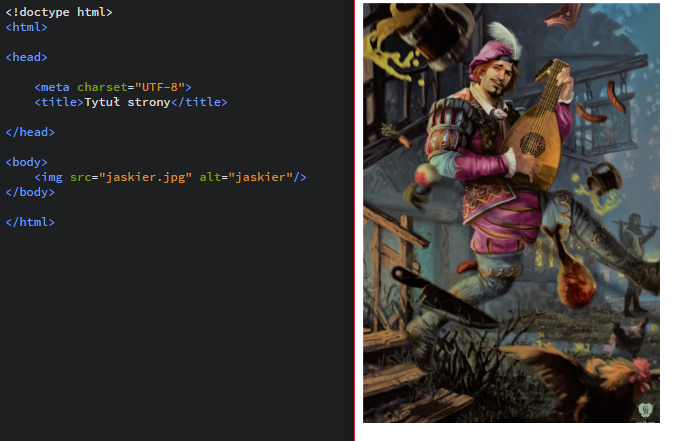 <!doctype html>
<html>
<head>
<meta charset="UTF-8">
<title>Tytuł strony</title>
</head>
<body>
<img src="jaskier.jpg" alt="jaskier"/>
</body>
</html>